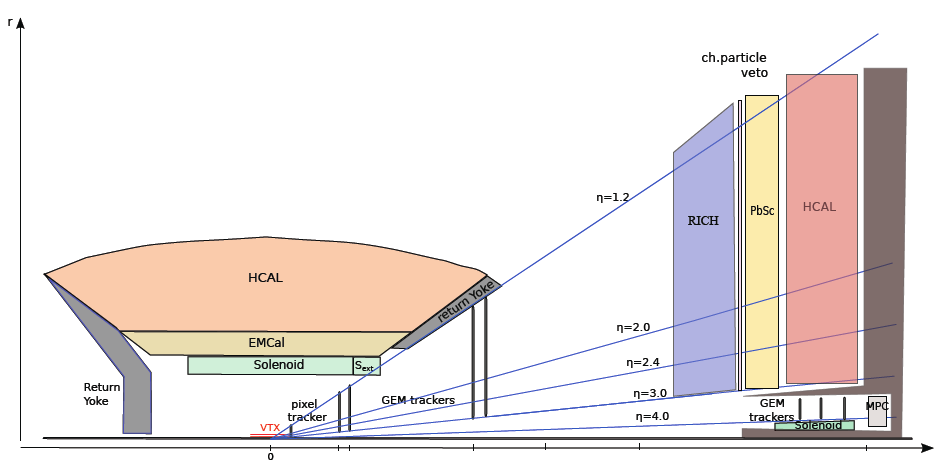 r
ch.particle
veto
η=1.2
RICH
PbSc
HCAL
HCAL
return Yoke
η=2.0
EMCal
Solenoid
Sext
η=2.4
Return
Yoke
pixel
tracker
GEM trackers
η=3.0
GEM
trackers
MPC
η=4.0
Solenoid
VTX
0